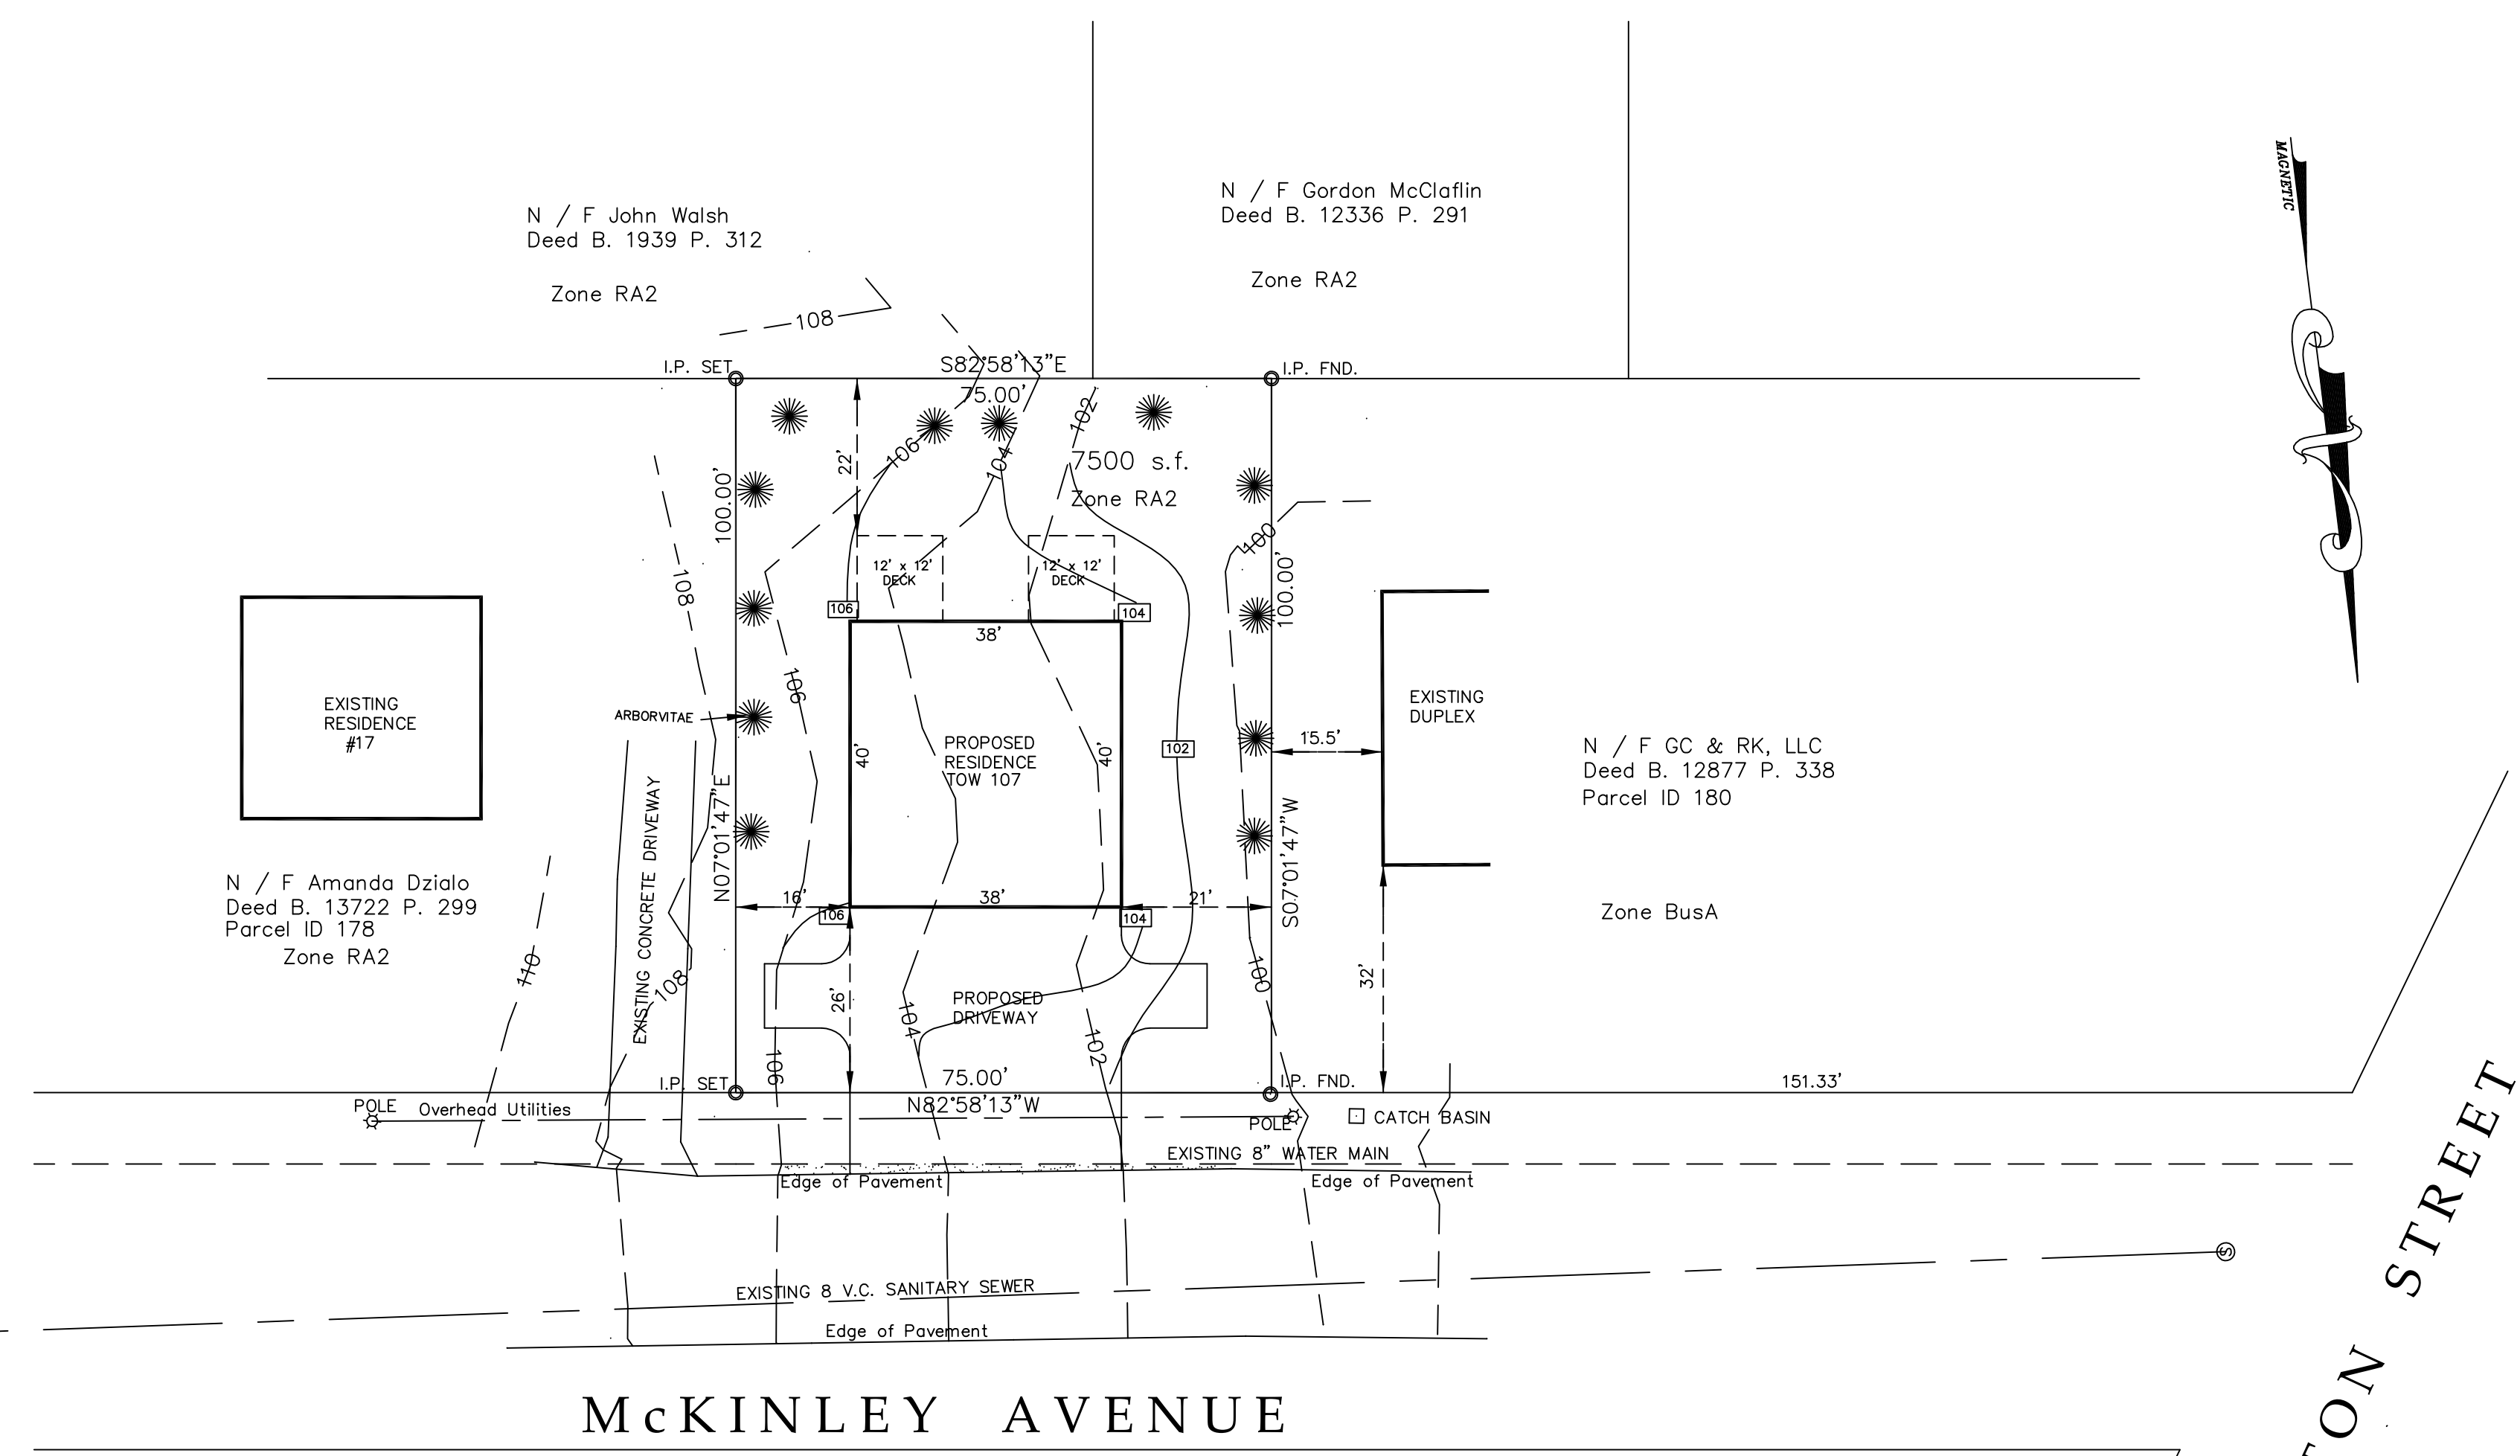 MAGNETIC
N / F John Walsh
Deed B. 1939 P. 312
Zone RA2
N / F Gordon McClaflin
Deed B. 12336 P. 291
Zone RA2
108
I.P. SET
S82°58'13"E
75.00'
I.P. FND.
106
104
102
22'
7500 s.f.
Zone RA2
100.00'
100
100.00'
108
12' x 12'
DECK
12' x 12'
DECK
106
104
38'
106
EXISTING
RESIDENCE
#17
ARBORVITAE
40'
PROPOSED
RESIDENCE
TOW 107
40'
102
15.5'
EXISTING
DUPLEX
N / F GC & RK, LLC
Deed B. 12877 P. 338
Parcel ID 180
Zone BusA
N07°01'47"E
S07°01'47"W
EXISTING CONCRETE DRIVEWAY
N / F Amanda Dzialo
Deed B. 13722 P. 299
Parcel ID 178
Zone RA2
16'
38'
21'
106
104
110
108
26'
104
PROPOSED
DRIVEWAY
102
100
32'
106
I.P. SET
75.00'
I.P. FND.
151.33'
N82°58'13"W
POLE
Overhead Utilities
POLE
CATCH BASIN
EXISTING 8" WATER MAIN
Edge of Pavement
Edge of Pavement
S
EXISTING 8 V.C. SANITARY SEWER
Edge of Pavement
McKINLEY AVENUE
TON STREET